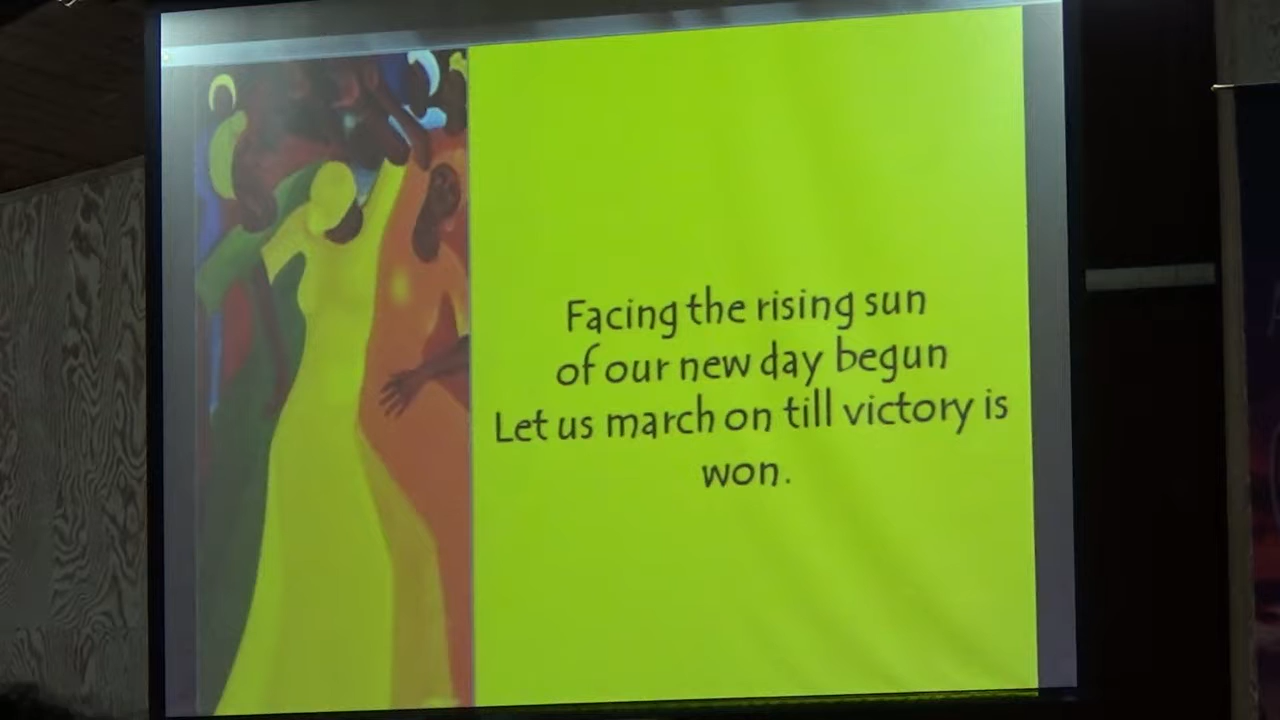 Facing the rising sun
of our new day begun
Let us march on till victory is
won.